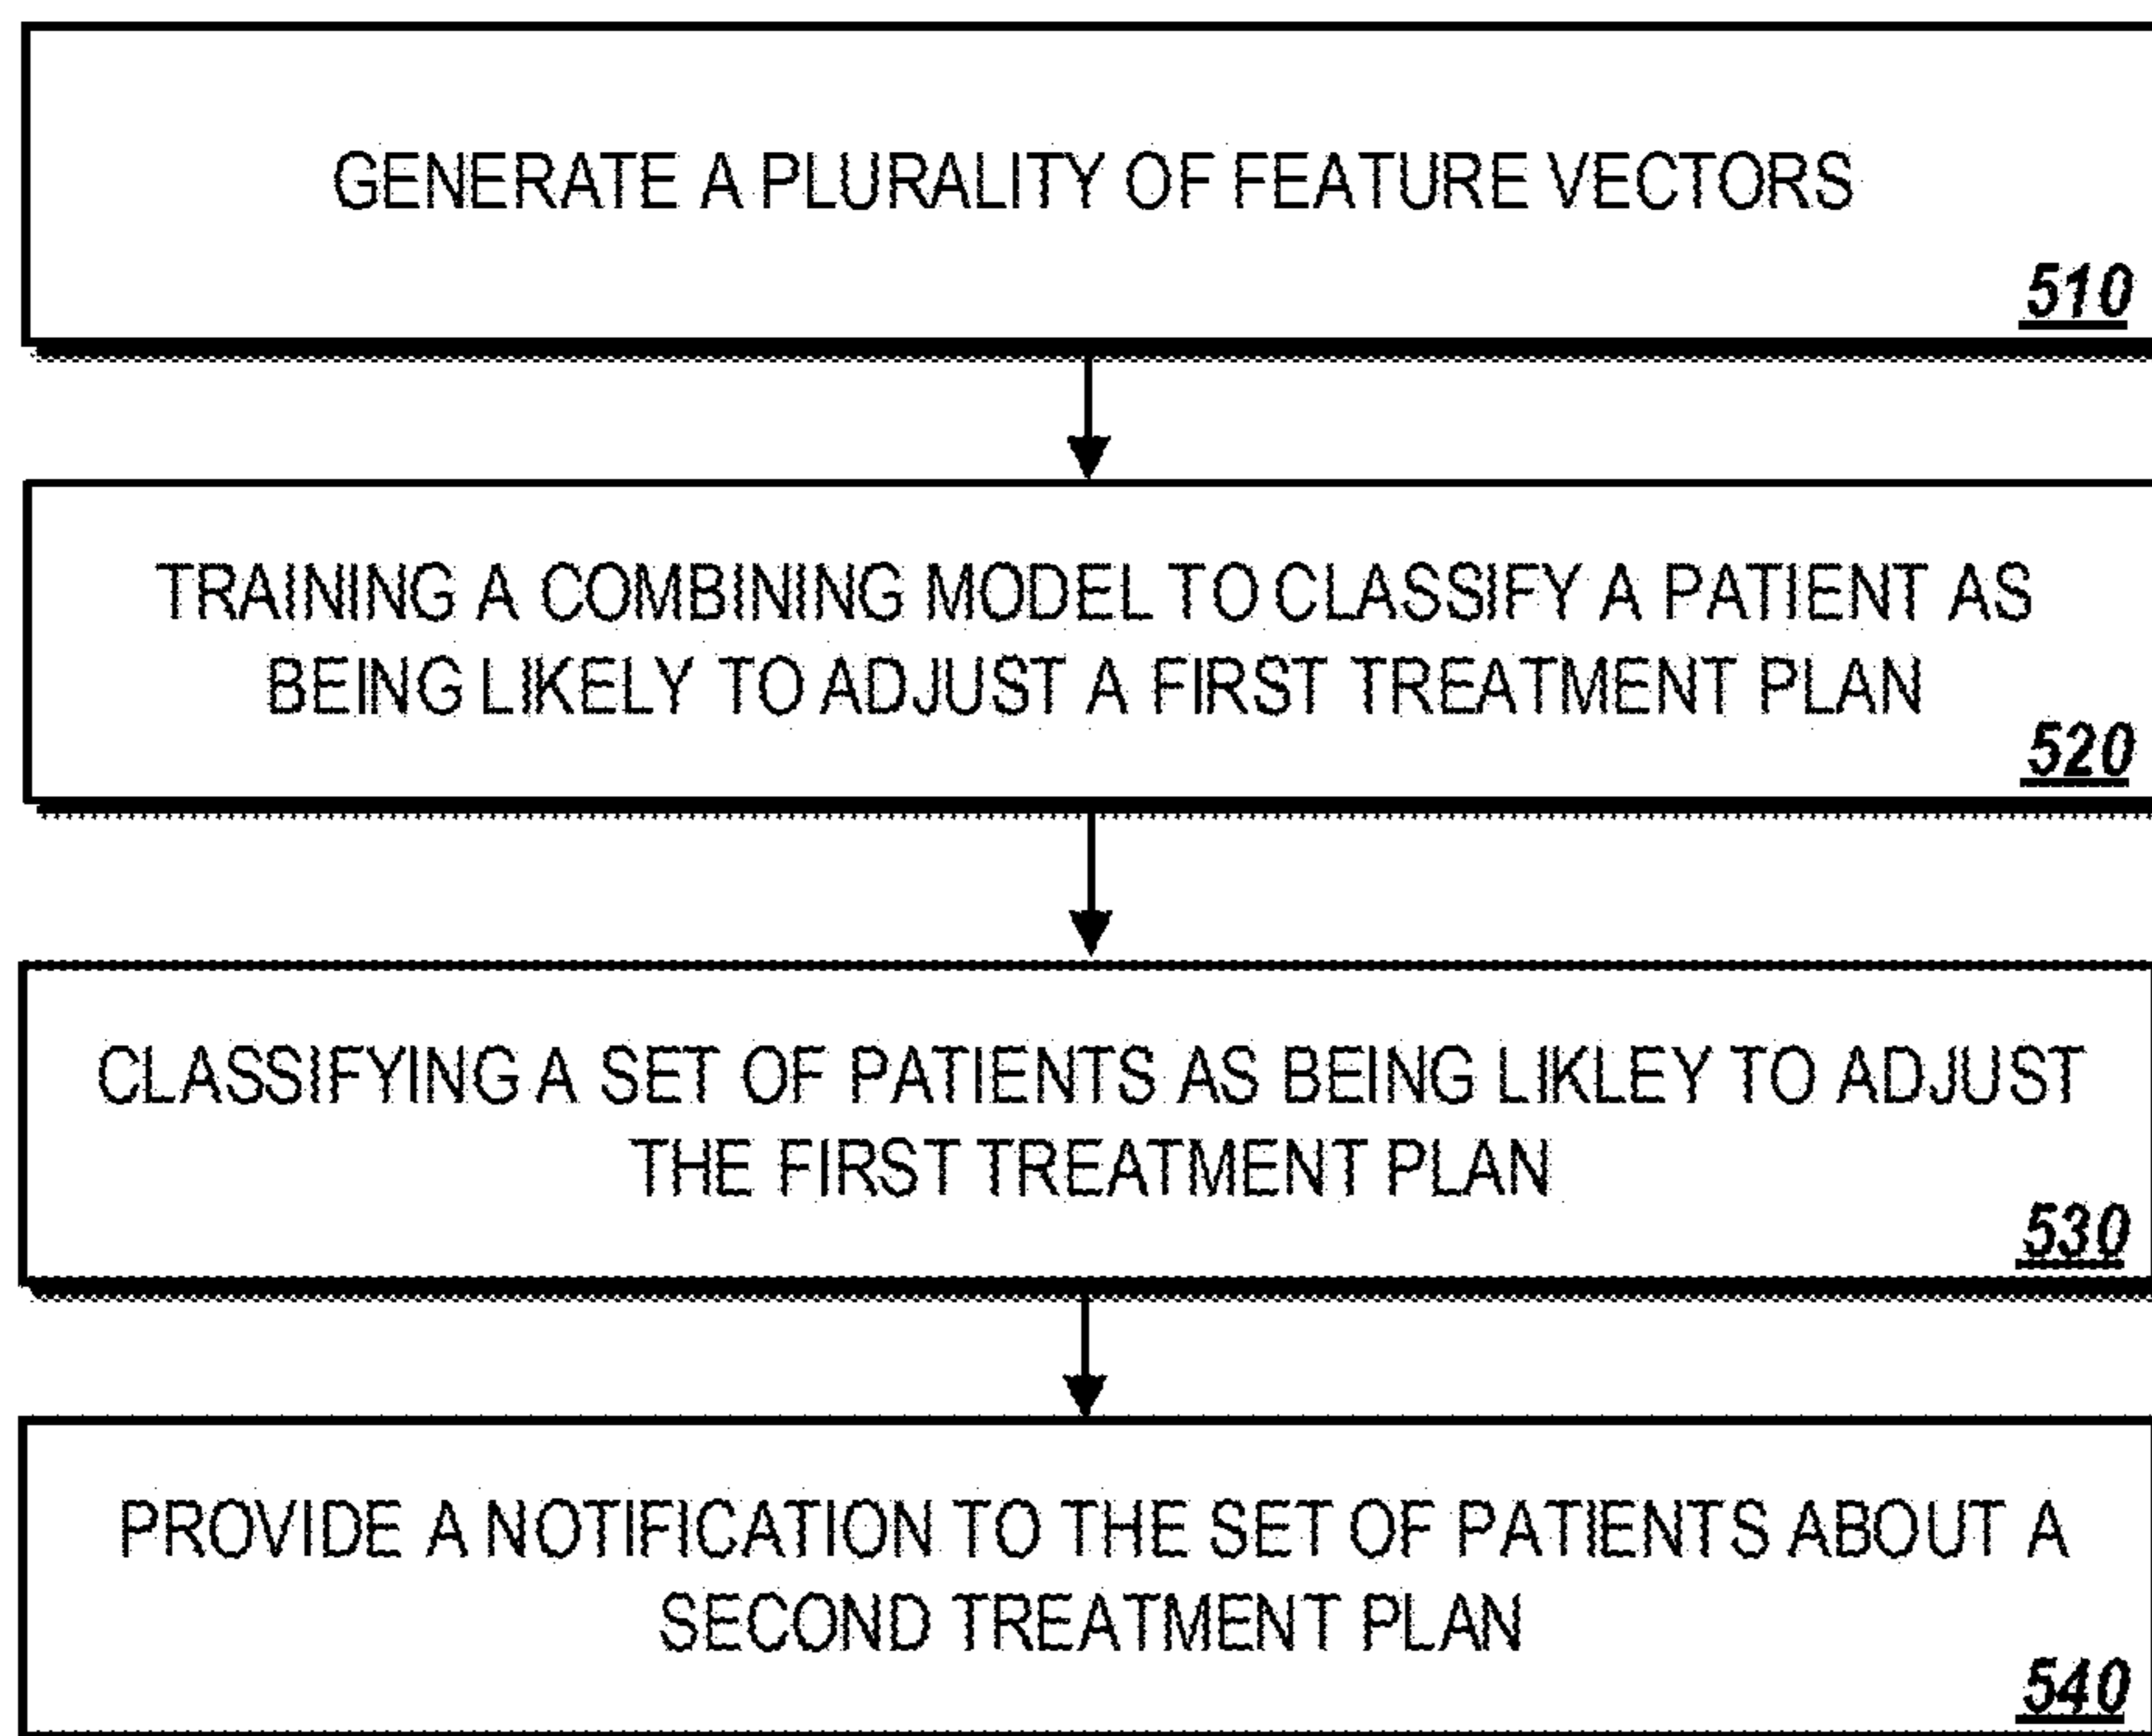 GENERATE A PLURALITY OF FEATURE VECTORS
510
TRAINING A COMBINING MODEL TO CLASSIFY A PATIENT AS
BEING LIKELY TO ADJUST A FIRST TREATMENT PLAN
520
CLASSIFYING A SET OF PATIENTS AS BEING LIKLEY TO ADJUST
THE FIRST TREATMENT PLAN
530
PROVIDE A NOTIFICATION TO THE SET OF PATIENTS ABOUT A
SECOND TREATMENT PLAN
540